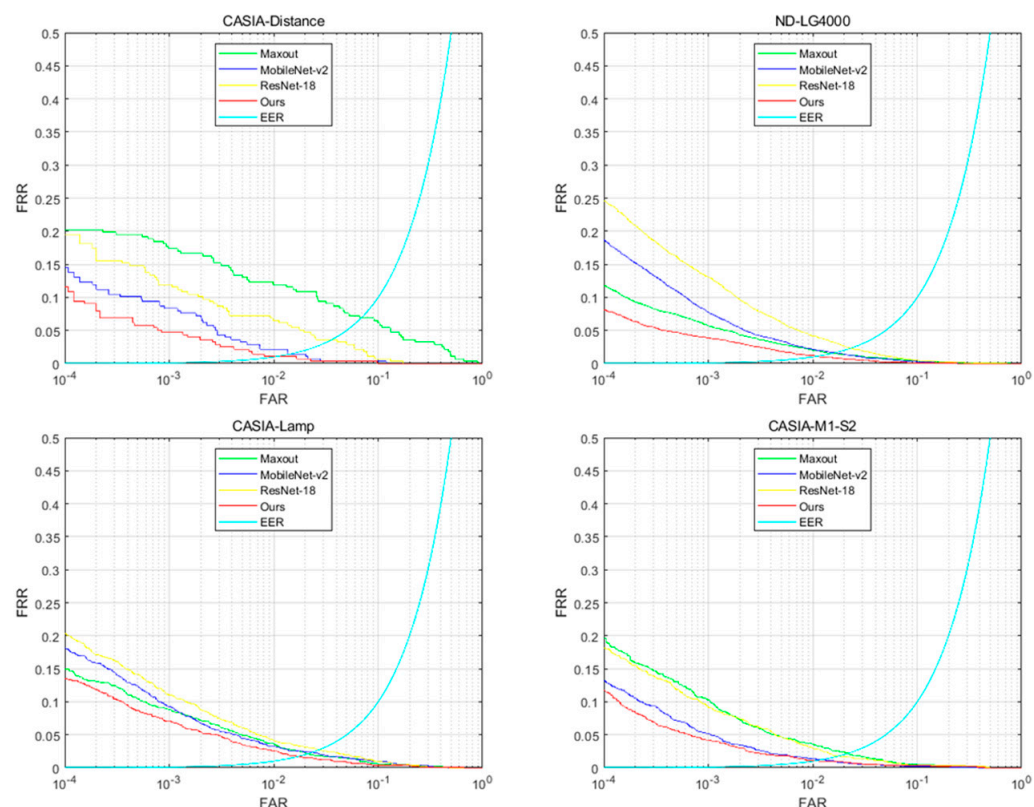 CASIA-Distance
0.5
0.45
0.4
0.35
0.3
0.25
0.2
0.15
0.1
0.05
0
FRR
Maxout
MobileNet-v2
ResNet-18
Ours
EER
10-4
10-3
10-2
10-1
100
FAR
ND-LG4000
0.5
0.45
0.4
0.35
0.3
0.25
0.2
0.15
0.1
0.05
0
FRR
Maxout
MobileNet-v2
ResNet-18
Ours
EER
10-4
10-3
10-2
10-1
100
FAR
CASIA-Lamp
0.5
0.45
0.4
0.35
0.3
0.25
0.2
0.15
0.1
0.05
0
FRR
Maxout
MobileNet-v2
ResNet-18
Ours
EER
10-4
10-3
10-2
10-1
100
FAR
CASIA-M1-S2
0.5
0.45
0.4
0.35
0.3
0.25
0.2
0.15
0.1
0.05
0
FRR
Maxout
MobileNet-v2
ResNet-18
Ours
EER
10-4
10-3
10-2
10-1
100
FAR